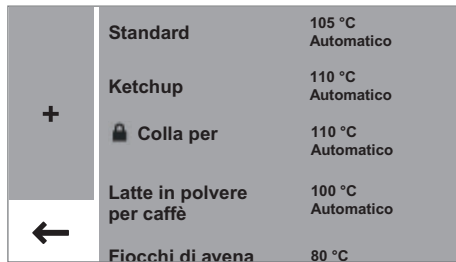 Standard
105 °C
Automatico
Ketchup
110 °C
Automatico
+
Colla per
110 °C
Automatico
Latte in polvere
per caffè
100 °C
Automatico
←
Fiocchi di avena
80 °C